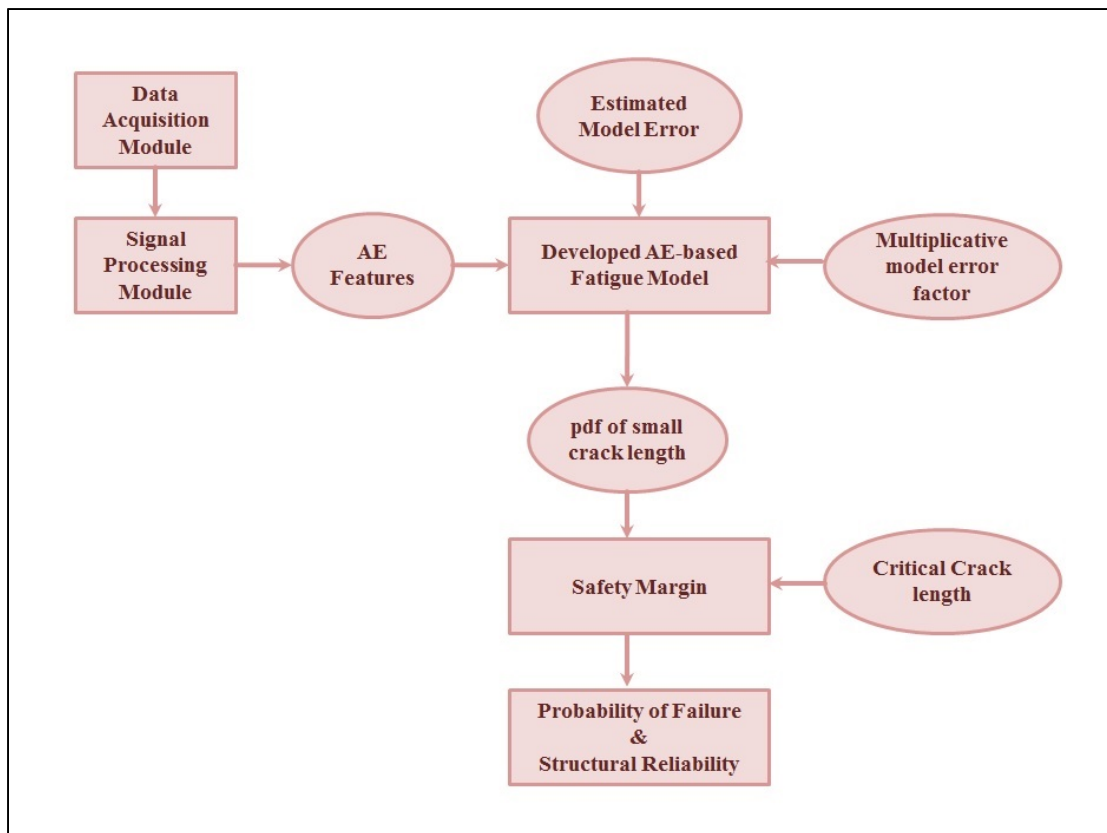 Data
Acquisition
Module
Estimated
Model Error
Signal
Processing
Module
AE
Features
Developed AE-based
Fatigue Model
Multiplicative
model error
factor
pdf of small
crack length
Safety Margin
Critical Crack
length
Probability of Failure
&
Structural Reliability